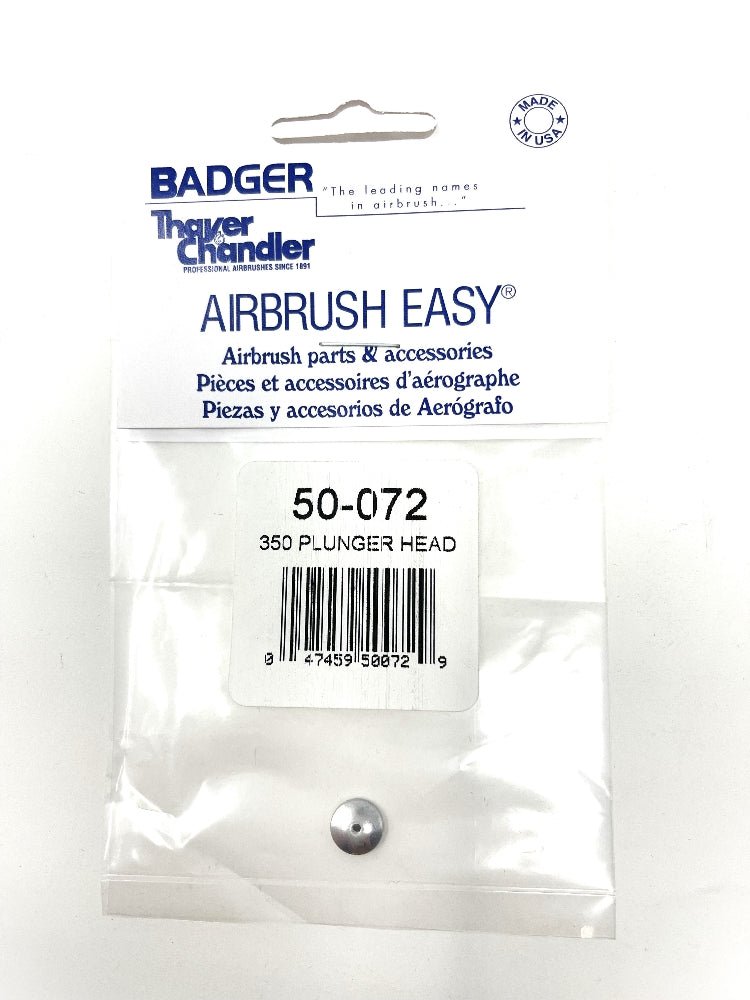 MADE
IN USA
BADGER
"The leading names
in airbrush..."
Thayer
& Chandler
PROFESSIONAL AIRBRUSHES SINCE 1891
AIRBRUSH EASY®
Airbrush parts & accessories
Pièces et accessoires d'aérographe
Piezas y accesorios de Aerógrafo
50-072
350 PLUNGER HEAD
0 47459 50072 9